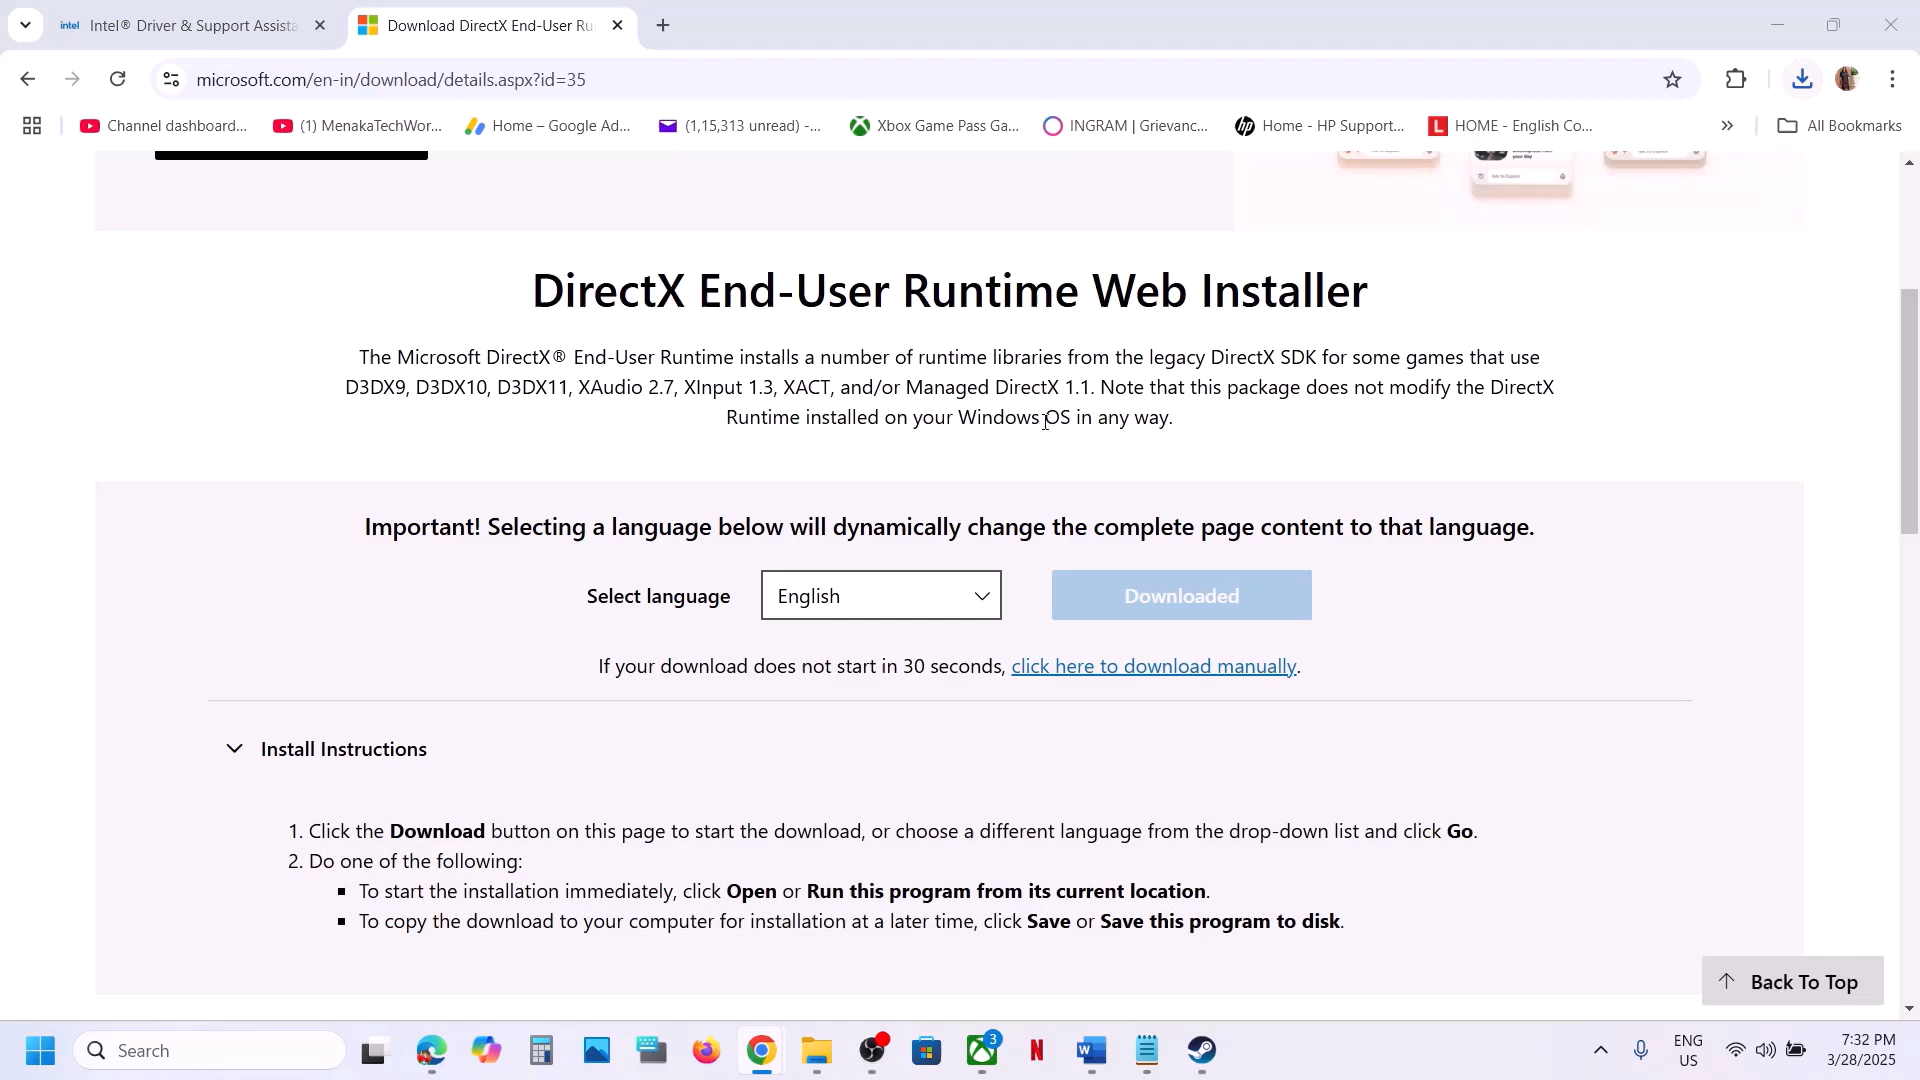 intel Intel® Driver & Support Assista
Download DirectX End-User Ru
microsoft.com/en-in/download/details.aspx?id=35
Channel dashboard...
(1) MenakaTechWor...
Home – Google Ad...
(1,15,313 unread) -...
Xbox Game Pass Ga...
INGRAM | Grievanc...
Home - HP Support...
HOME - English Co...
All Bookmarks
your day
Talk to Copilot
DirectX End-User Runtime Web Installer
The Microsoft DirectX® End-User Runtime installs a number of runtime libraries from the legacy DirectX SDK for some games that use
D3DX9, D3DX10, D3DX11, XAudio 2.7, XInput 1.3, XACT, and/or Managed DirectX 1.1. Note that this package does not modify the DirectX
Runtime installed on your Windows OS in any way.
Important! Selecting a language below will dynamically change the complete page content to that language.
Select language
English
Downloaded
If your download does not start in 30 seconds, click here to download manually.
Install Instructions
1. Click the Download button on this page to start the download, or choose a different language from the drop-down list and click Go.
2. Do one of the following:
To start the installation immediately, click Open or Run this program from its current location.
To copy the download to your computer for installation at a later time, click Save or Save this program to disk.
Back To Top
Search
3
ENG
US
7:32 PM
3/28/2025